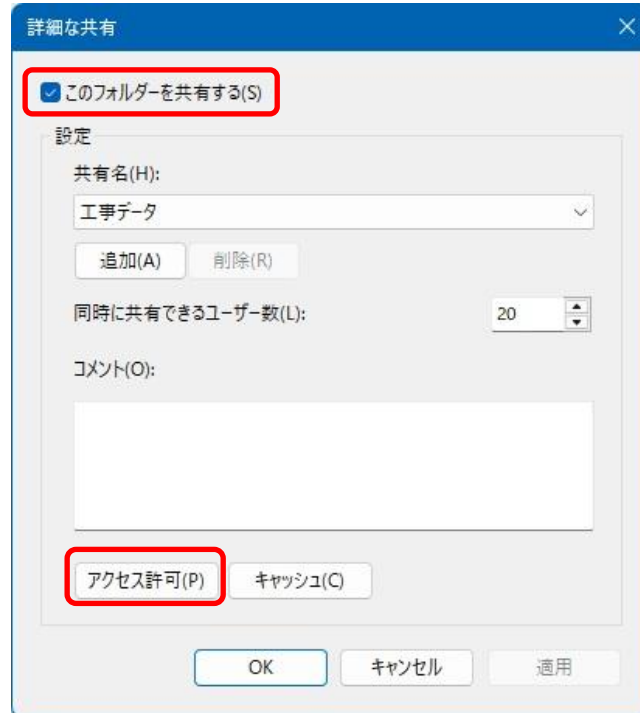 詳細な共有
このフォルダーを共有する(S)
設定
共有名(H):
工事データ
追加(A) 削除(R)
同時に共有できるユーザー数(L): 20
コメント(O):
アクセス許可(P) キャッシュ(C)
OK キャンセル 適用